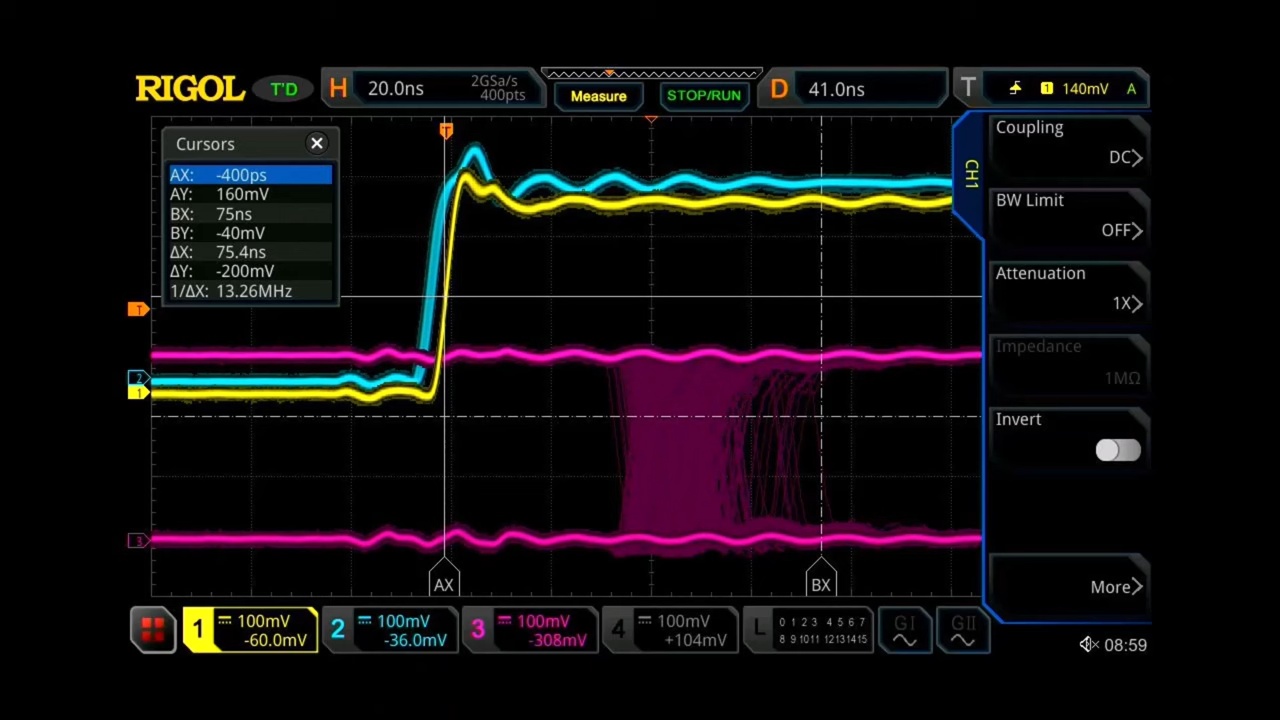 RIGOL
T'D
H
20.0ns
2GSa/s
400pts
Measure
STOP/RUN
D
41.0ns
T
1
140mV
A
T
Cursors
AX: -400ps
AY: 160mV
BX: 75ns
BY: -40mV
ΔX: 75.4ns
ΔY: -200mV
1/ΔX: 13.26MHz
CH1
Coupling
DC
BW Limit
OFF
Attenuation
1X
Impedance
1MΩ
Invert
More
T
2
1
3
AX
BX
1
100mV
-60.0mV
2
100mV
-36.0mV
3
100mV
-308mV
4
100mV
+104mV
L
0 1 2 3 4 5 6 7
8 9 10 11 12 13 14 15
GI
GII
08:59